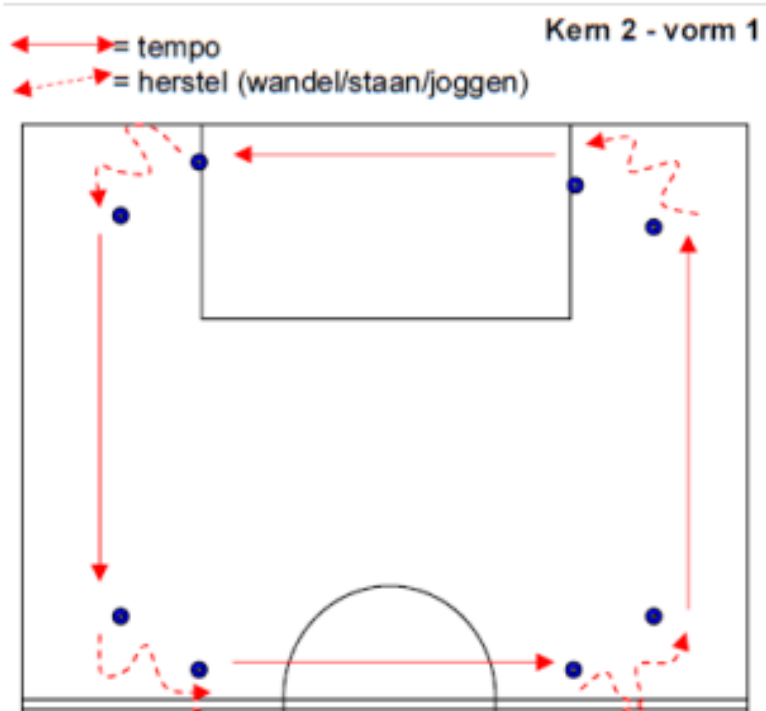 Kern 2 - vorm 1
= tempo
= herstel (wandel/staan/joggen)